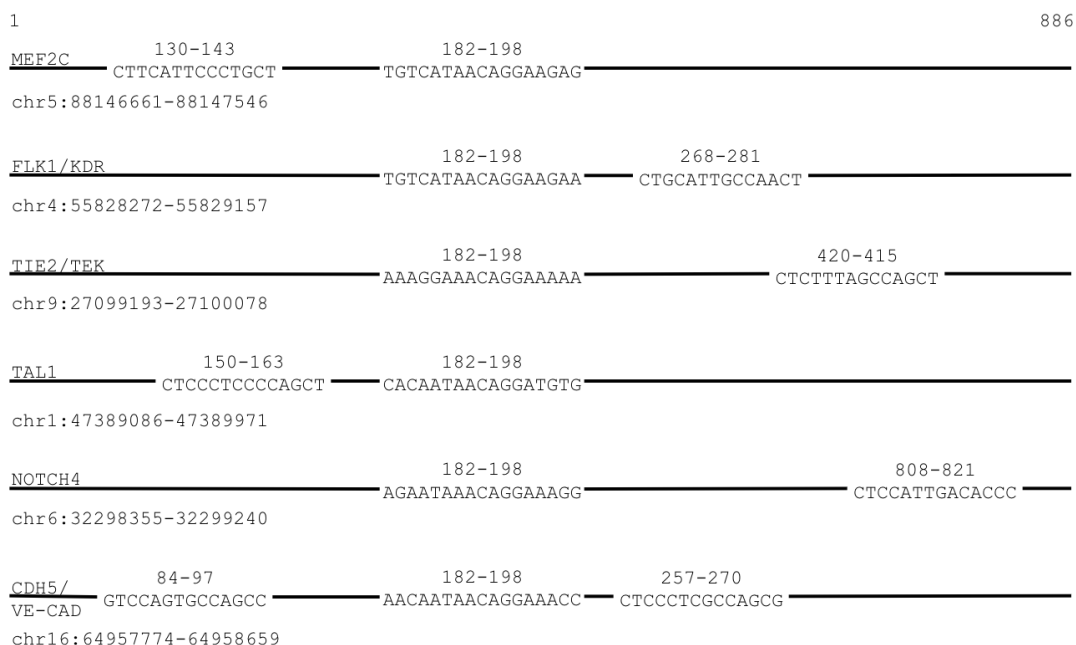 1 886
130-143 182-198
MEF2C
CTTCATTCCCTGCT TGTCATAACAGGAAGAG
chr5:88146661-88147546
182-198 268-281
FLK1/KDR
TGTCATAACAGGAAGAA CTGCATTGCCAACT
chr4:55828272-55829157
182-198 420-415
TIE2/TEK
AAAGGAAACAGGAAAAA CTCTTTAGCCAGCT
chr9:27099193-27100078
150-163 182-198
TAL1
CTCCCTCCCCAGCT CACAATAACAGGATGTG
chr1:47389086-47389971
182-198 808-821
NOTCH4
AGAATAAACAGGAAAGG CTCCATTGACACCC
chr6:32298355-32299240
84-97 182-198 257-270
CDH5/
GTCCAGTGCCAGCC AACAATAACAGGAAACC CTCCCTCGCCAGCG
VE-CAD
chr16:64957774-64958659